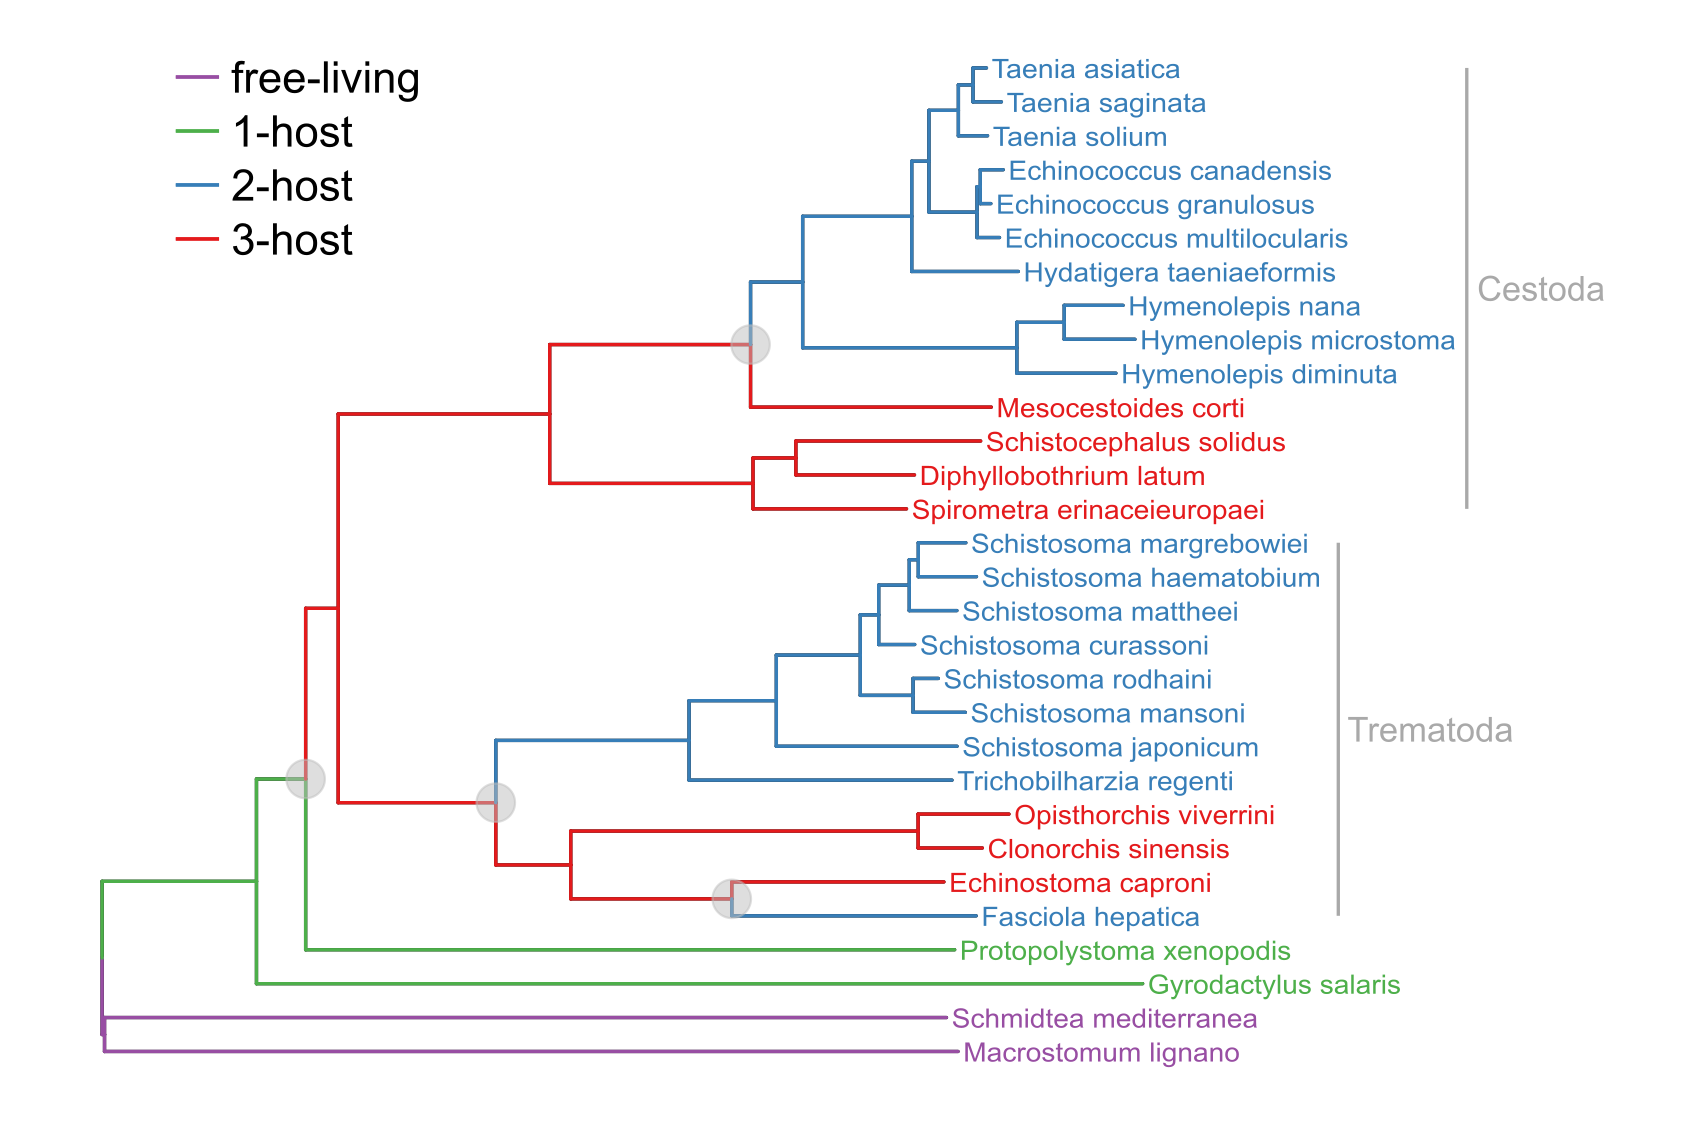 free-living
1-host
2-host
3-host
Taenia asiatica
Taenia saginata
Taenia solium
Echinococcus canadensis
Echinococcus granulosus
Echinococcus multilocularis
Hydatigera taeniaeformis
Cestoda
Hymenolepis nana
Hymenolepis microstoma
Hymenolepis diminuta
Mesocestoides corti
Schistocephalus solidus
Diphyllobothrium latum
Spirometra erinaceieuropaei
Schistosoma margrebowiei
Schistosoma haematobium
Schistosoma mattheei
Schistosoma curassoni
Schistosoma rodhaini
Schistosoma mansoni
Trematoda
Schistosoma japonicum
Trichobilharzia regenti
Opisthorchis viverrini
Clonorchis sinensis
Echinostoma caproni
Fasciola hepatica
Protopolystoma xenopodis
Gyrodactylus salaris
Schmidtea mediterranea
Macrostomum lignano